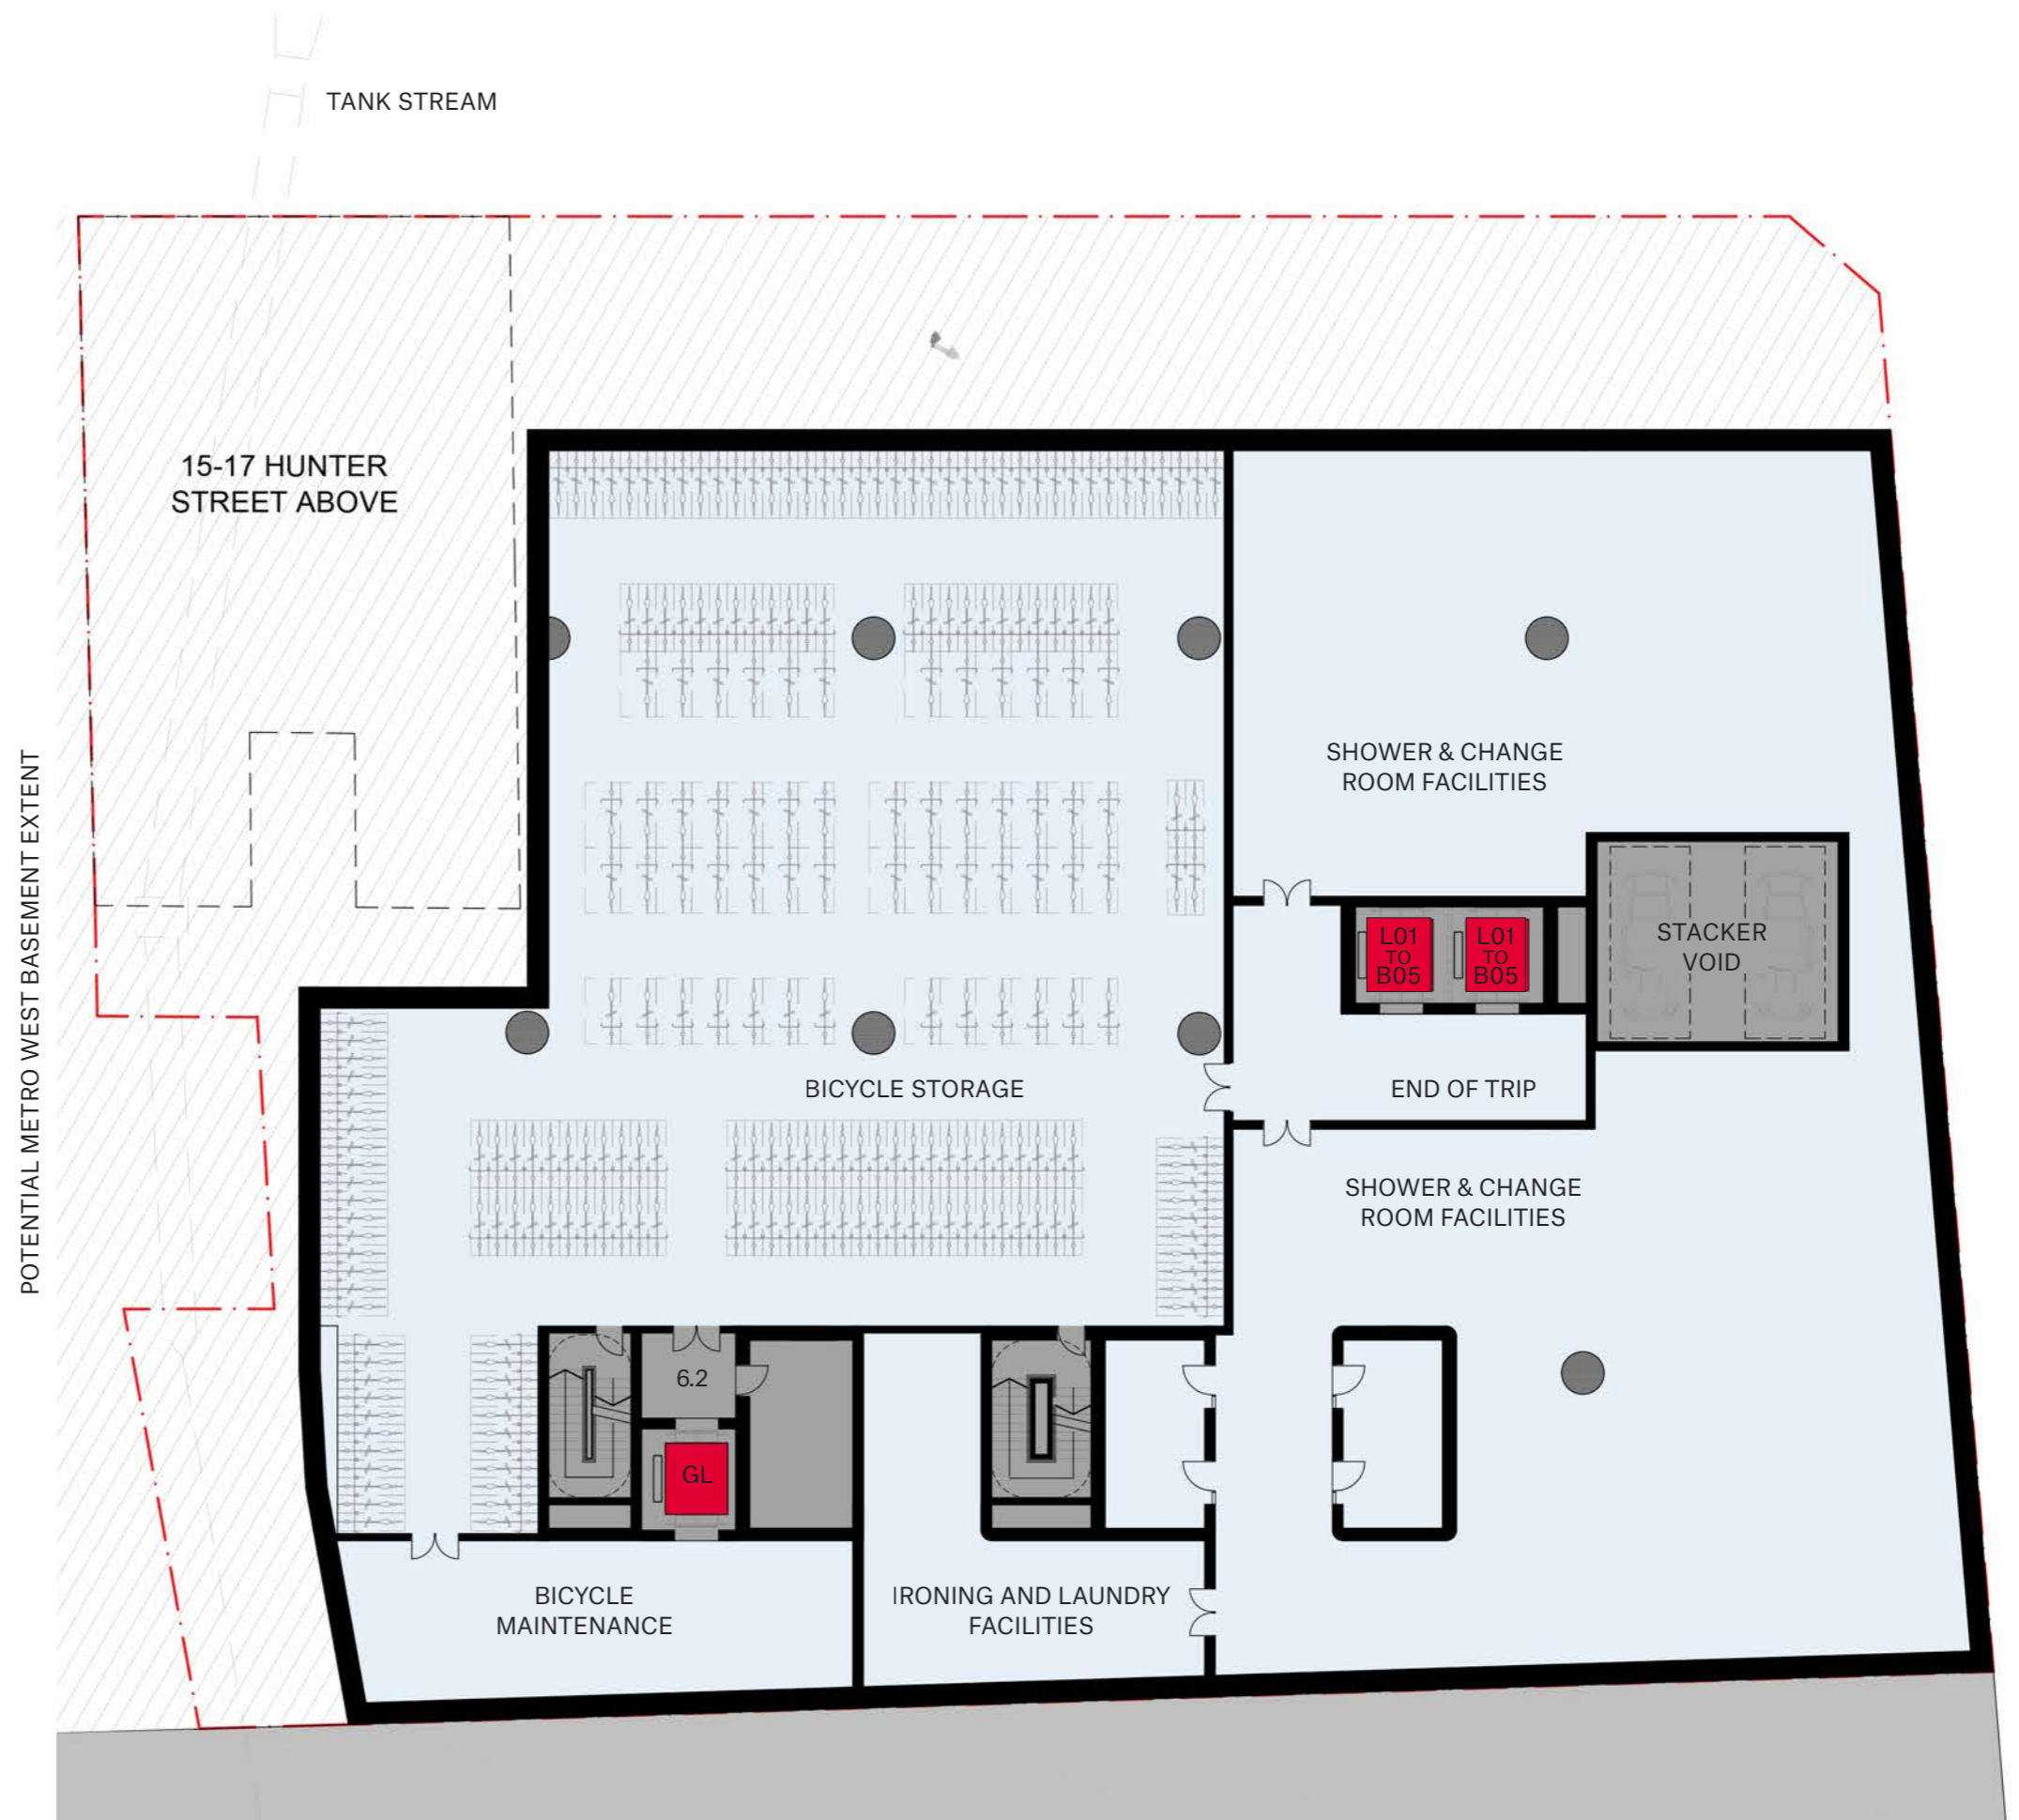 TANK STREAM
15-17 HUNTER
STREET ABOVE
POTENTIAL METRO WEST BASEMENT EXTENT
SHOWER & CHANGE
ROOM FACILITIES
L01
TO
B05
L01
TO
B05
STACKER
VOID
BICYCLE STORAGE
END OF TRIP
SHOWER & CHANGE
ROOM FACILITIES
6.2
GL
BICYCLE
MAINTENANCE
IRONING AND LAUNDRY
FACILITIES